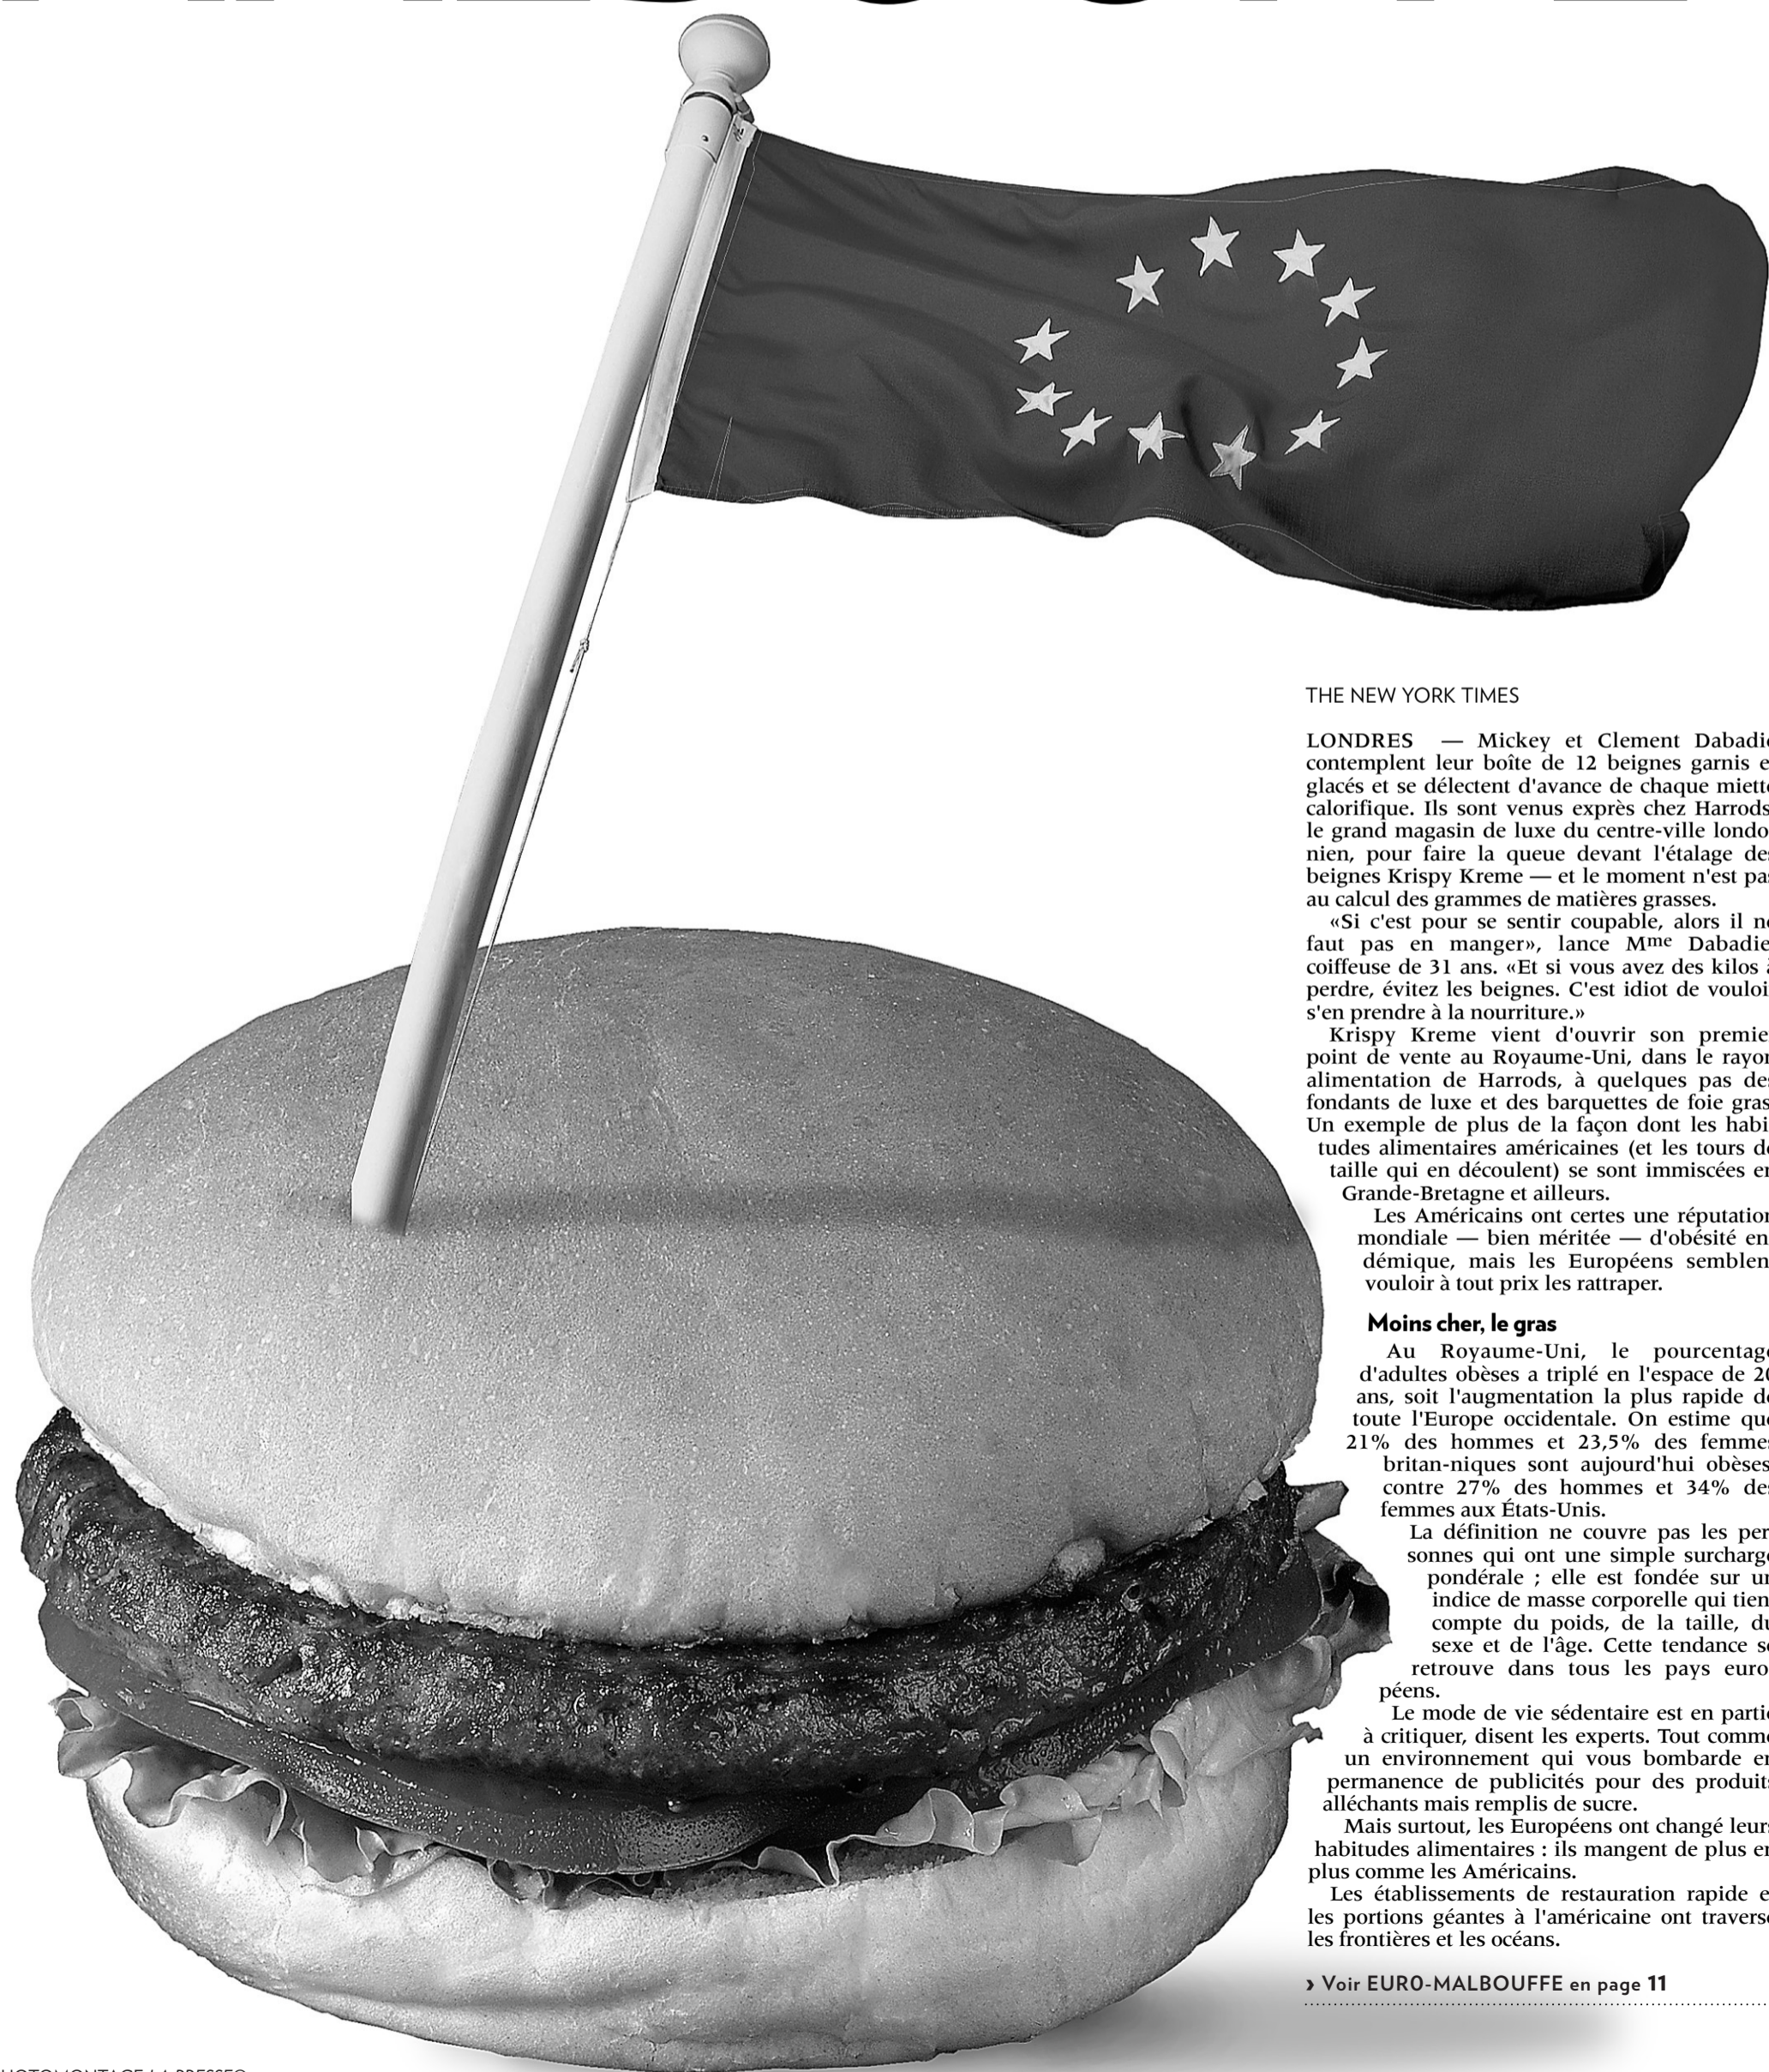 THE NEW YORK TIMES
LONDRES — Mickey et Clement Dabadie
contemplent leur boîte de 12 beignes garnis e
glacés et se délectent d'avance de chaque miette
calorifique. Ils sont venus exprès chez Harrods
le grand magasin de luxe du centre-ville londo
nien, pour faire la queue devant l'étalage des
beignes Krispy Kreme — et le moment n'est pas
au calcul des grammes de matières grasses.
«Si c'est pour se sentir coupable, alors il ne
faut pas en manger», lance Mme Dabadie
coiffeuse de 31 ans. «Et si vous avez des kilos à
perdre, évitez les beignes. C'est idiot de vouloir
s'en prendre à la nourriture.»
Krispy Kreme vient d'ouvrir son premier
point de vente au Royaume-Uni, dans le rayon
alimentation de Harrods, à quelques pas des
fondants de luxe et des barquettes de foie gras
Un exemple de plus de la façon dont les habi
tudes alimentaires américaines (et les tours de
taille qui en découlent) se sont immiscées en
Grande-Bretagne et ailleurs.
Les Américains ont certes une réputation
mondiale — bien méritée — d'obésité en
démique, mais les Européens semblen
vouloir à tout prix les rattraper.
Moins cher, le gras
Au Royaume-Uni, le pourcentage
d'adultes obèses a triplé en l'espace de 20
ans, soit l'augmentation la plus rapide de
toute l'Europe occidentale. On estime que
21% des hommes et 23,5% des femmes
britan-niques sont aujourd'hui obèses
contre 27% des hommes et 34% des
femmes aux États-Unis.
La définition ne couvre pas les per
sonnes qui ont une simple surcharge
pondérale ; elle est fondée sur un
indice de masse corporelle qui tien
compte du poids, de la taille, du
sexe et de l'âge. Cette tendance se
retrouve dans tous les pays euro
péens.
Le mode de vie sédentaire est en partie
à critiquer, disent les experts. Tout comme
un environnement qui vous bombarde en
permanence de publicités pour des produits
alléchants mais remplis de sucre.
Mais surtout, les Européens ont changé leurs
habitudes alimentaires : ils mangent de plus en
plus comme les Américains.
Les établissements de restauration rapide e
les portions géantes à l'américaine ont traversé
les frontières et les océans.
› Voir EURO-MALBOUFFE en page 11